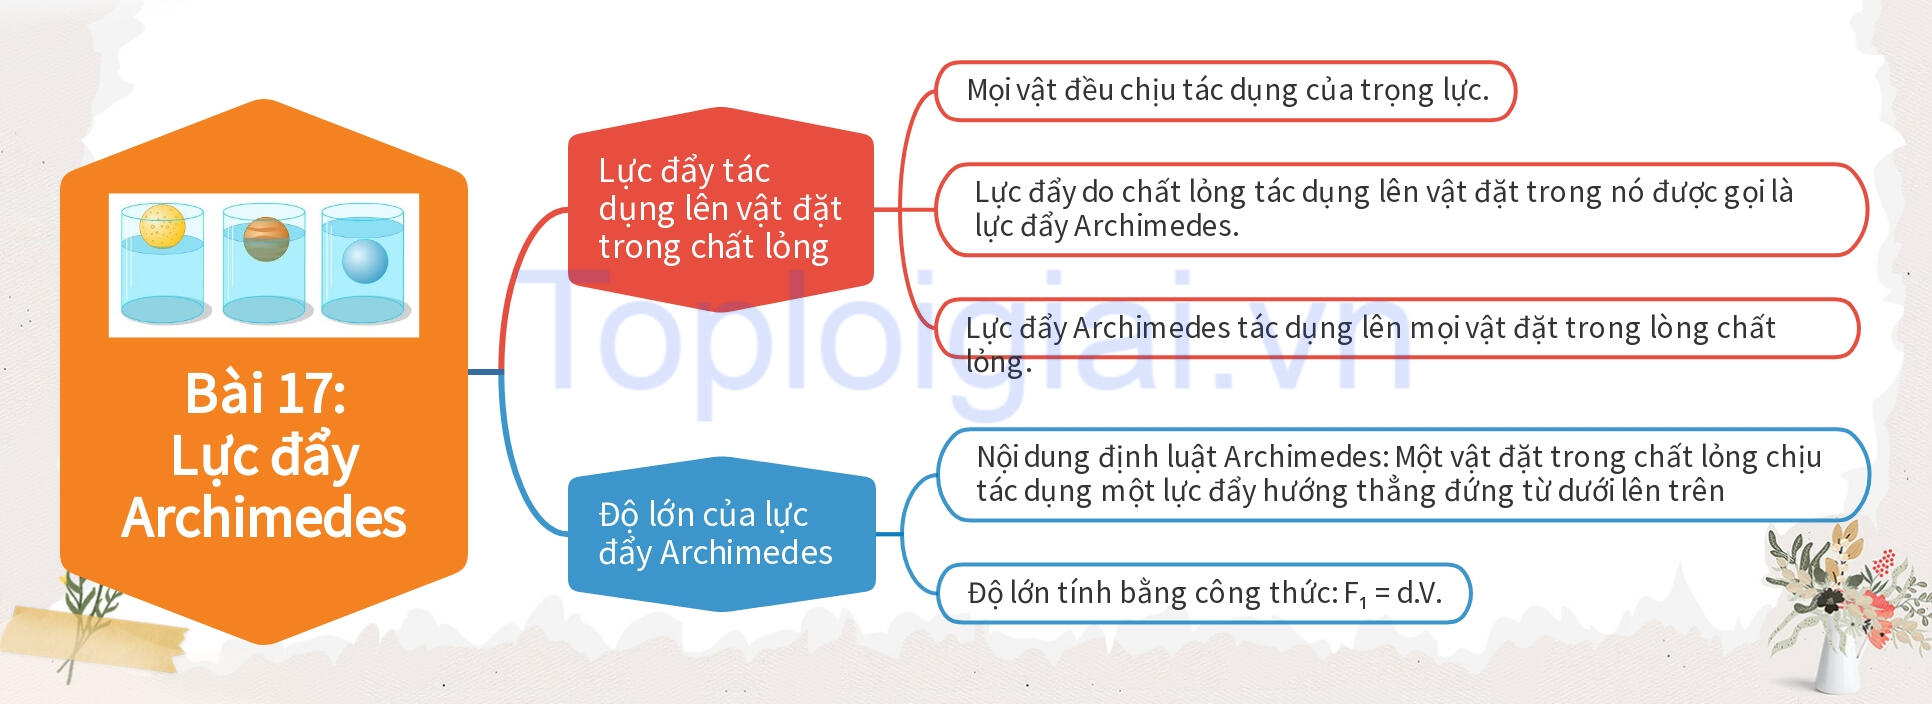 Bài 17:
Lực đẩy
Archimedes
Lực đẩy tác
dụng lên vật đặt
trong chất lỏng
Mọi vật đều chịu tác dụng của trọng lực.
Lực đẩy do chất lỏng tác dụng lên vật đặt trong nó được gọi là
lực đẩy Archimedes.
Lực đẩy Archimedes tác dụng lên mọi vật đặt trong lòng chất
lỏng.
Toploigiai.vn
Độ lớn của lực
đẩy Archimedes
Nội dung định luật Archimedes: Một vật đặt trong chất lỏng chịu
tác dụng một lực đẩy hướng thẳng đứng từ dưới lên trên
Độ lớn tính bằng công thức: F₁ = d.V.